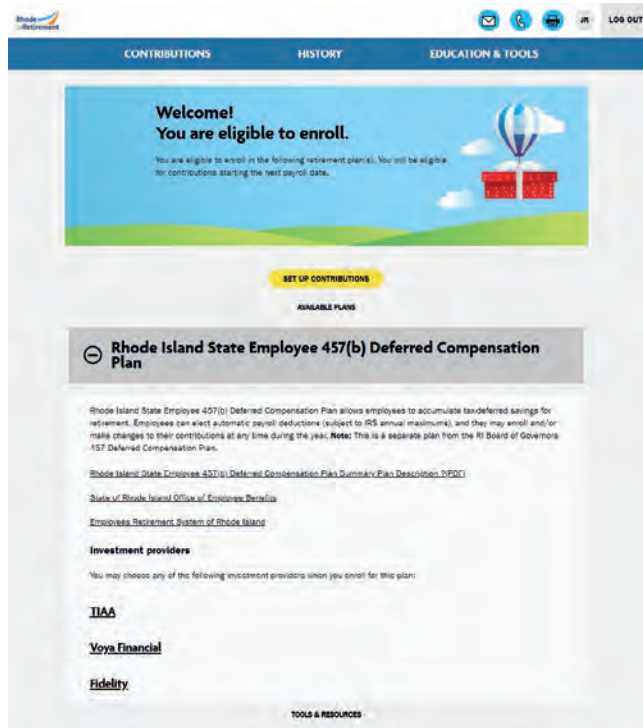 Rhode
Retirement
JR
LOG OUT
CONTRIBUTIONS
HISTORY
EDUCATION & TOOLS
Welcome!
You are eligible to enroll.
You are eligible to enroll in the following retirement plan(s). You will be eligible
for contributions starting the next payroll date.
SET UP CONTRIBUTIONS
AVAILABLE PLANS
Rhode Island State Employee 457(b) Deferred Compensation
Plan
Rhode Island State Employee 457(b) Deferred Compensation Plan allows employees to accumulate tax-deferred savings for
retirement. Employees can elect automatic payroll deductions (subject to IRS annual maximums), and they may enroll and/or
make changes to their contributions at any time during the year. Note: This is a separate plan from the RI Board of Governors
457 Deferred Compensation Plan.
Rhode Island State Employee 457(b) Deferred Compensation Plan Summary Plan Description ?(PDF)
State of Rhode Island Office of Employee Benefits
Employees Retirement System of Rhode Island
Investment providers
You may choose any of the following investment providers when you enroll for this plan:
TIAA
Voya Financial
Fidelity
TOOLS & RESOURCES